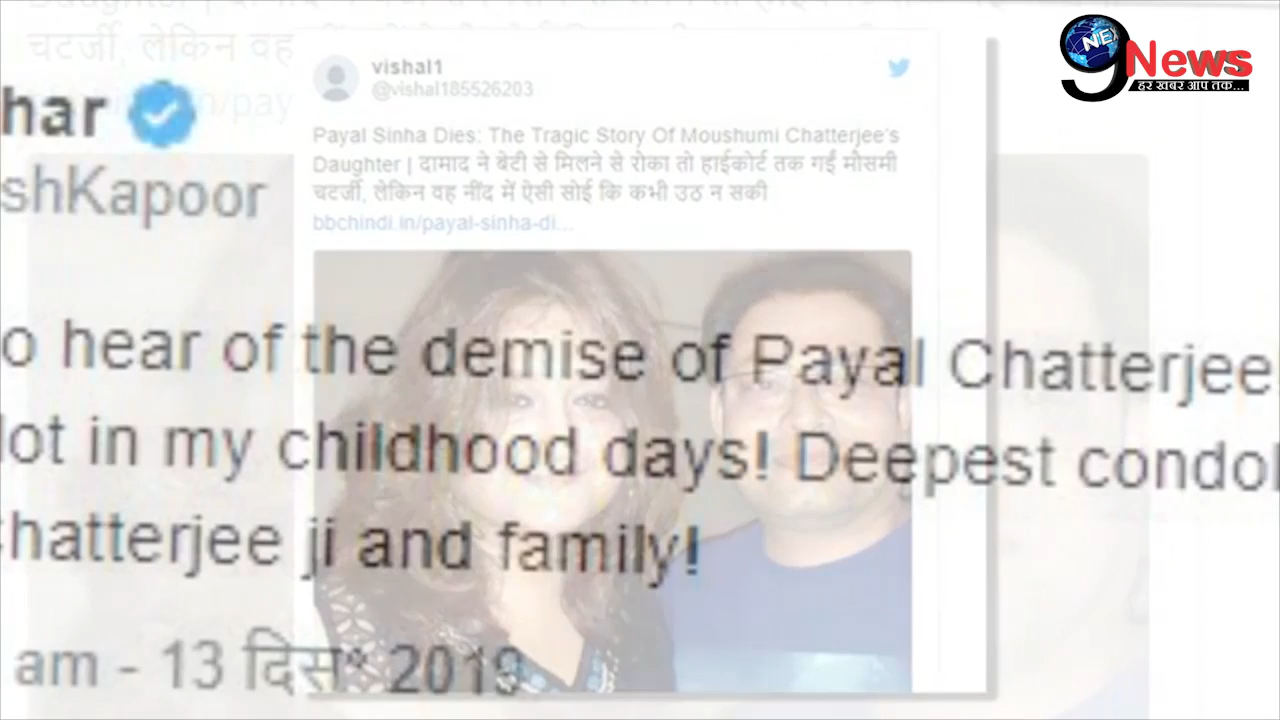 NEX
9 News
हर खबर आप तक...
har
shKapoor
vishal1
@vishal185526203
Payal Sinha Dies: The Tragic Story Of Moushumi Chatterjee's
Daughter | दामाद ने बेटी से मिलने से रोका तो हाईकोर्ट तक गईं मौसमी
चटर्जी, लेकिन वह नींद में ऐसी सोई कि कभी उठ न सकी
bbchindi.in/payal-sinha-di...
o hear of the demise of Payal Chatterjee
lot in my childhood days! Deepest condol
hatterjee ji and family!
am - 13 दिस॰ 2019